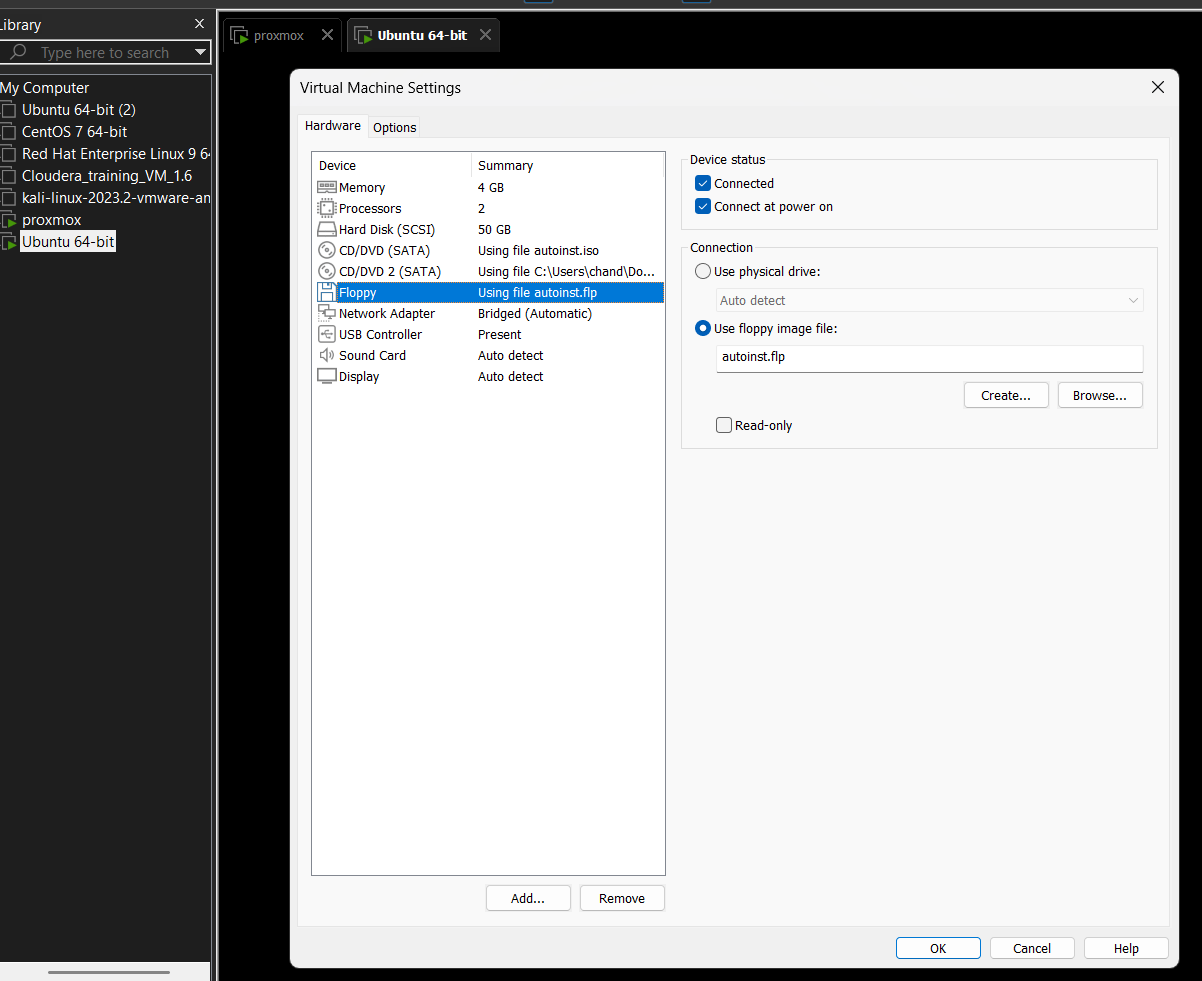 Library
Type here to search
My Computer
Ubuntu 64-bit (2)
CentOS 7 64-bit
Red Hat Enterprise Linux 9 64
Cloudera_training_VM_1.6
kali-linux-2023.2-vmware-am
proxmox
Ubuntu 64-bit
proxmox
Ubuntu 64-bit
Virtual Machine Settings
Hardware
Options
Device Summary
Memory 4 GB
Processors 2
Hard Disk (SCSI) 50 GB
CD/DVD (SATA) Using file autoinst.iso
CD/DVD 2 (SATA) Using file C:\Users\chand\Do...
Floppy Using file autoinst.flp
Network Adapter Bridged (Automatic)
USB Controller Present
Sound Card Auto detect
Display Auto detect
Add...
Remove
Device status
Connected
Connect at power on
Connection
Use physical drive:
Auto detect
Use floppy image file:
autoinst.flp
Create...
Browse...
Read-only
OK
Cancel
Help